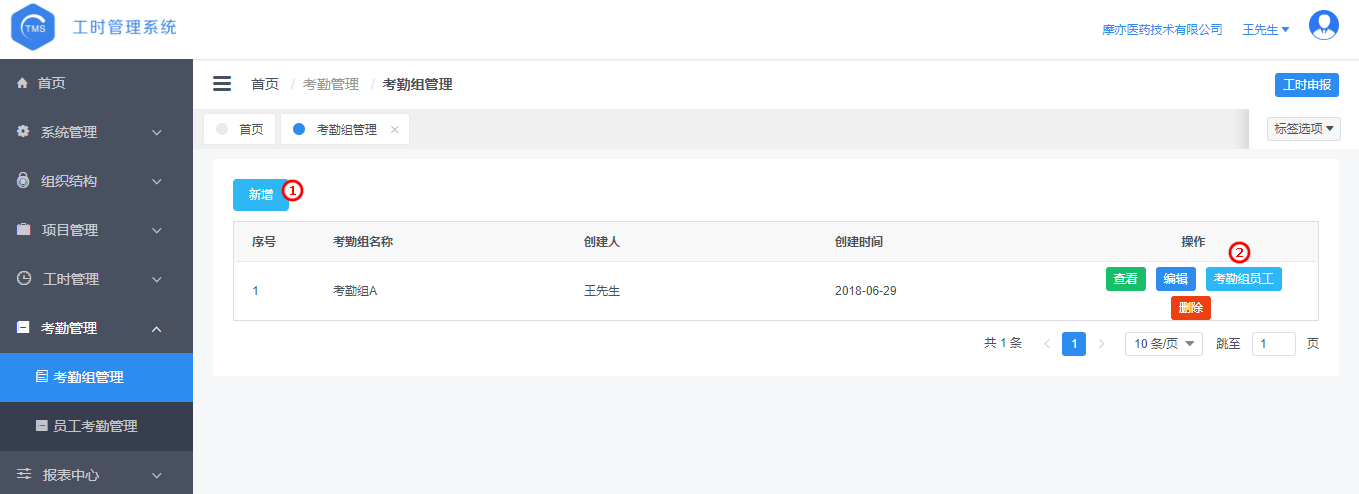 TMS 工时管理系统
摩亦医药技术有限公司 王先生
首页
系统管理
组织结构
项目管理
工时管理
考勤管理
考勤组管理
员工考勤管理
报表中心
首页 / 考勤管理 / 考勤组管理
工时申报
首页 考勤组管理
标签选项
新增 1
序号 考勤组名称 创建人 创建时间 操作 2
1 考勤组A 王先生 2018-06-29 查看 编辑 考勤组员工
删除
共 1 条 < 1 > 10 条/页 跳至 1 页